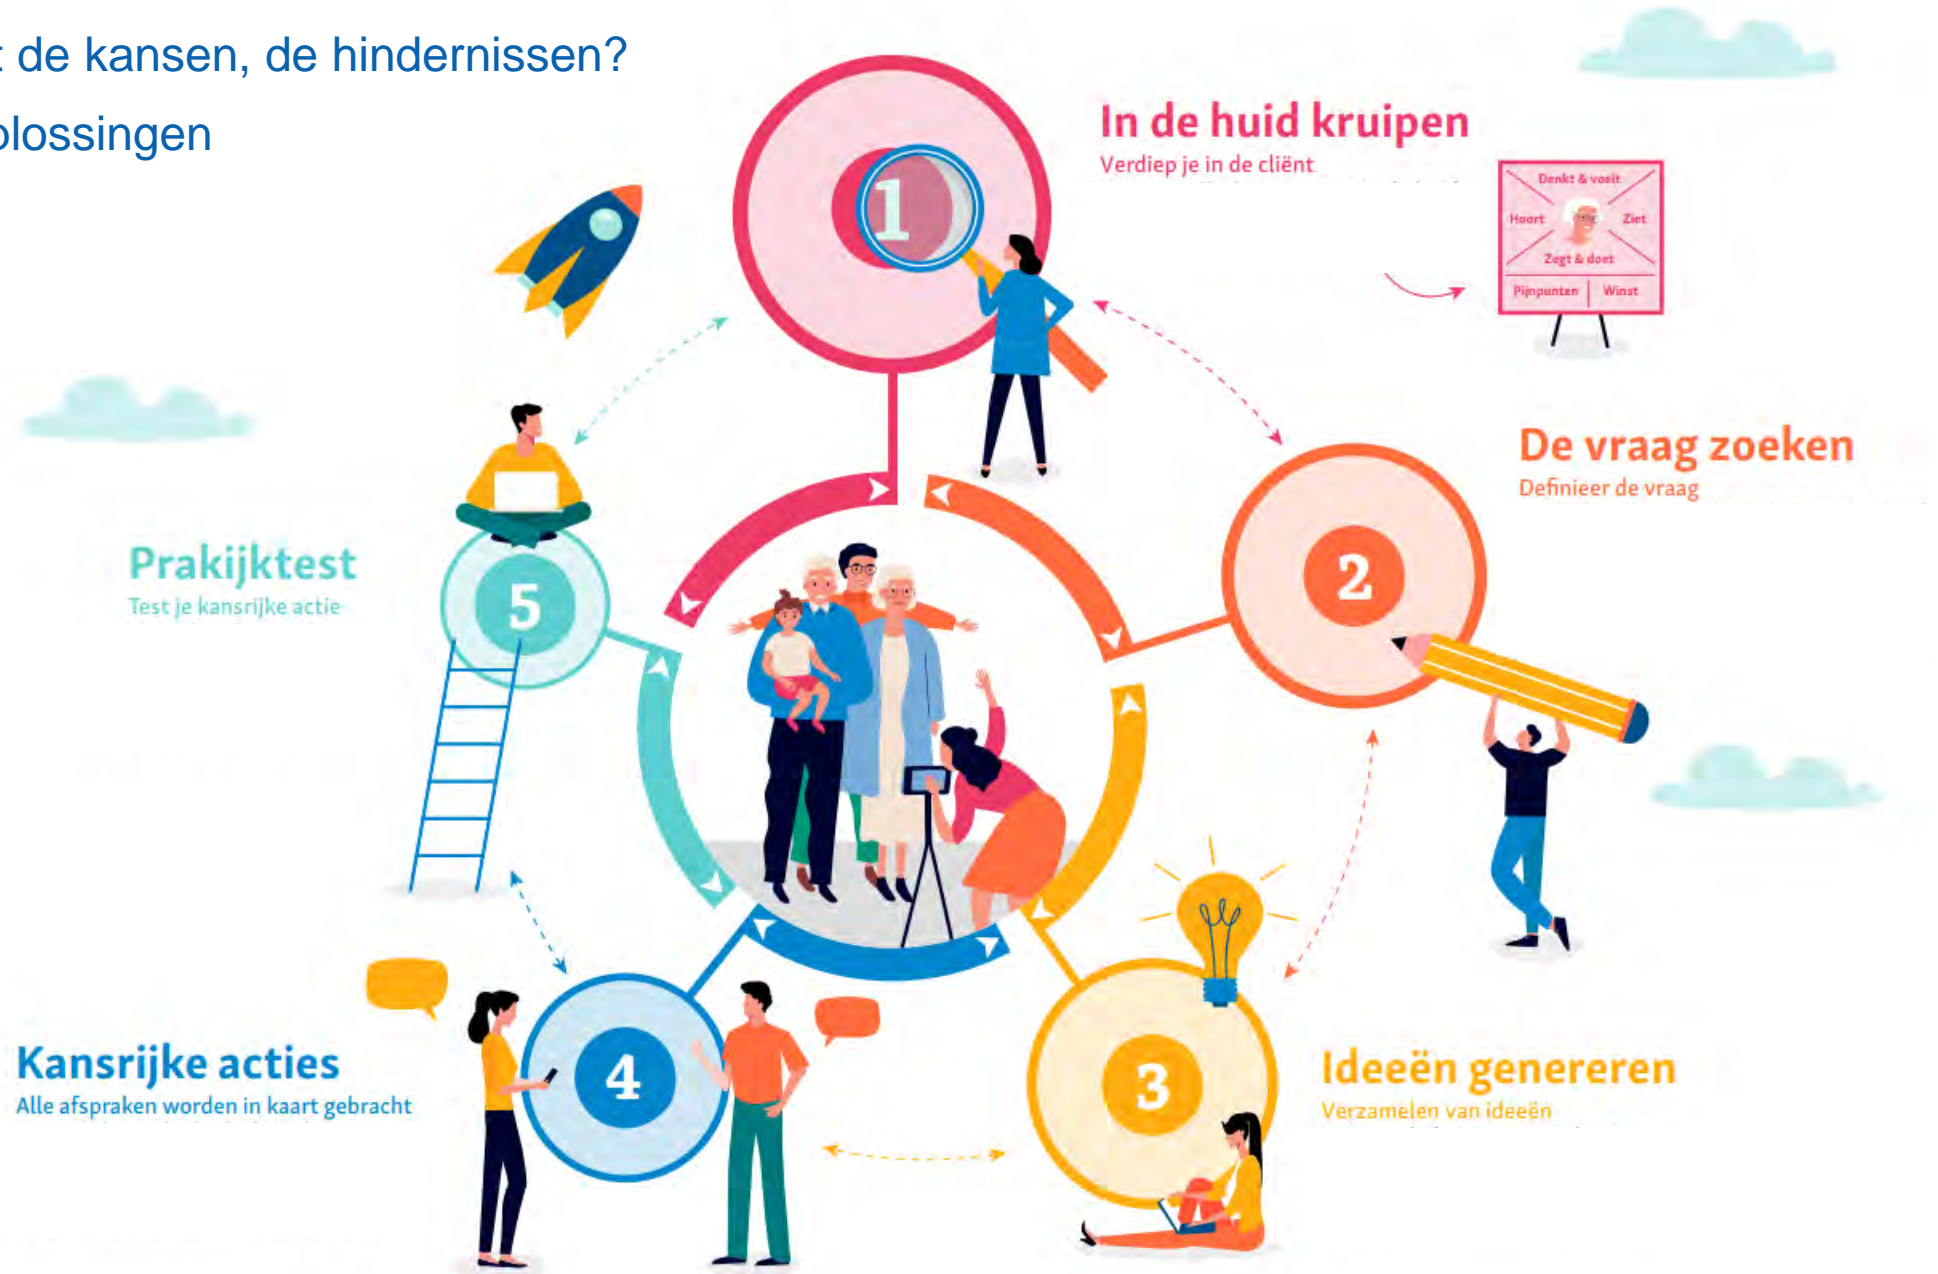 de kansen, de hindernissen?
plossingen
1
In de huid kruipen
Verdiep je in de cliënt
Denkt & voelt
Hoort
Ziet
Zegt & doet
Pijnpunten
Winst
De vraag zoeken
Definieer de vraag
2
Prakijktest
Test je kansrijke actie
5
Kansrijke acties
Alle afspraken worden in kaart gebracht
4
3
Ideeën genereren
Verzamelen van ideeën